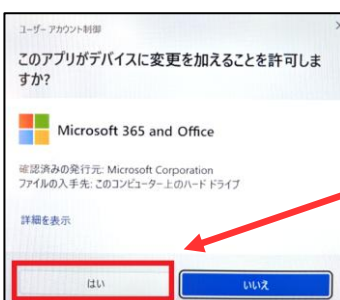 ユーザー アカウント制御
このアプリがデバイスに変更を加えることを許可しま
すか?
Microsoft 365 and Office
確認済みの発行元: Microsoft Corporation
ファイルの入手先: このコンピューター上のハード ドライブ
詳細を表示
はい
いいえ